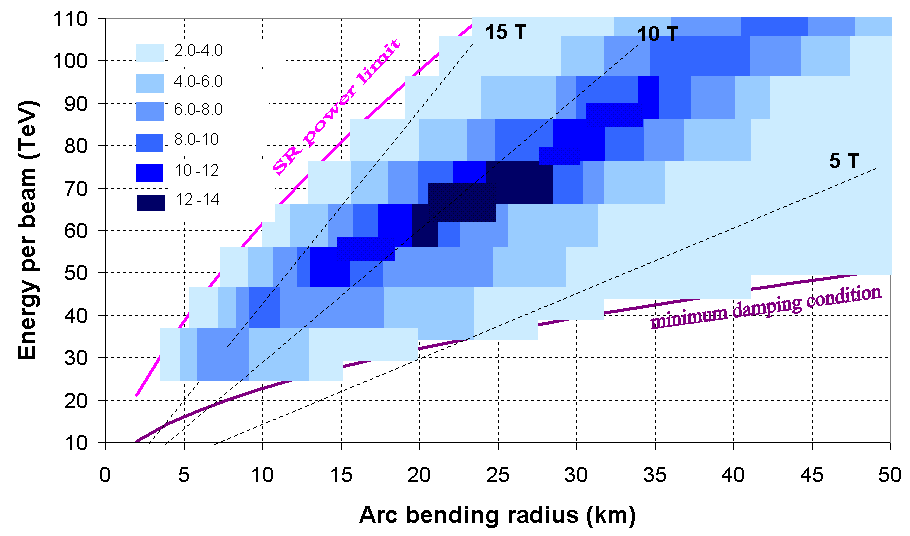 110
100
90
80
70
60
50
40
30
20
10
Energy per beam (TeV)
2.0-4.0
4.0-6.0
6.0-8.0
8.0-10
10-12
12-14
SR power limit
15 T
10 T
5 T
minimum damping condition
0 5 10 15 20 25 30 35 40 45 50
Arc bending radius (km)